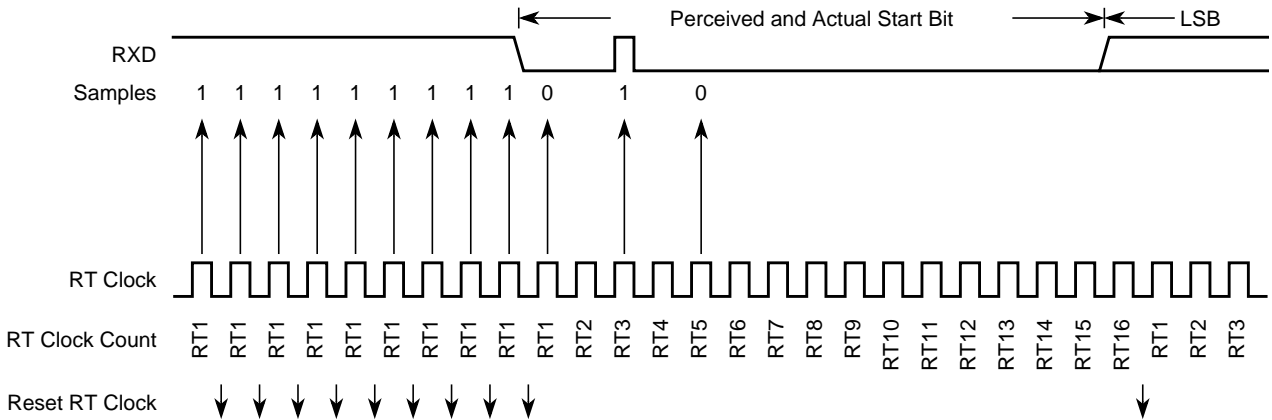 Perceived and Actual Start Bit LSB
RXD
Samples 1 1 1 1 1 1 1 1 1 0 1 0
RT Clock
RT Clock Count RT1 RT1 RT1 RT1 RT1 RT1 RT1 RT1 RT1 RT1 RT2 RT3 RT4 RT5 RT6 RT7 RT8 RT9 RT10 RT11 RT12 RT13 RT14 RT15 RT16 RT1 RT2 RT3
Reset RT Clock